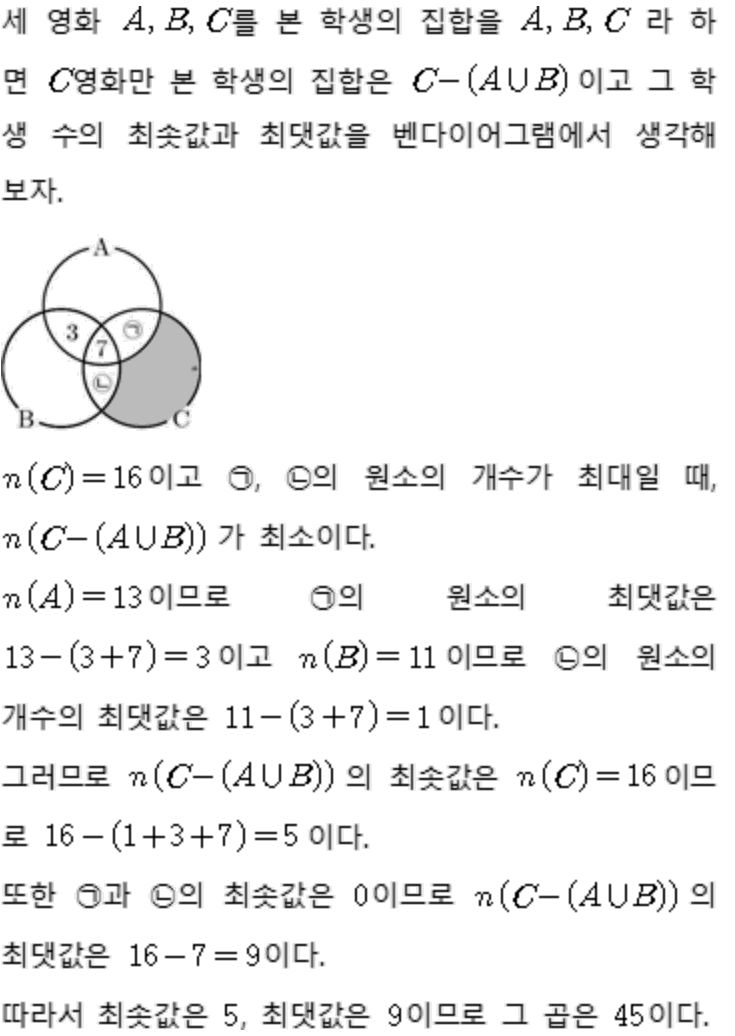 세 영화 A, B, C를 본 학생의 집합을 A, B, C 라 하
면 C영화만 본 학생의 집합은 C-(A∪B) 이고 그 학
생 수의 최솟값과 최댓값을 벤다이어그램에서 생각해
보자.
A
3 ㉠
7
㉡
B C
n(C)=16 이고 ㉠, ㉡의 원소의 개수가 최대일 때,
n(C-(A∪B)) 가 최소이다.
n(A)=13 이므로 ㉠의 원소의 최댓값은
13-(3+7)=3 이고 n(B)=11 이므로 ㉡의 원소의
개수의 최댓값은 11-(3+7)=1 이다.
그러므로 n(C-(A∪B)) 의 최솟값은 n(C)=16 이므
로 16-(1+3+7)=5 이다.
또한 ㉠과 ㉡의 최솟값은 0이므로 n(C-(A∪B)) 의
최댓값은 16-7=9이다.
따라서 최솟값은 5, 최댓값은 9이므로 그 곱은 45이다.